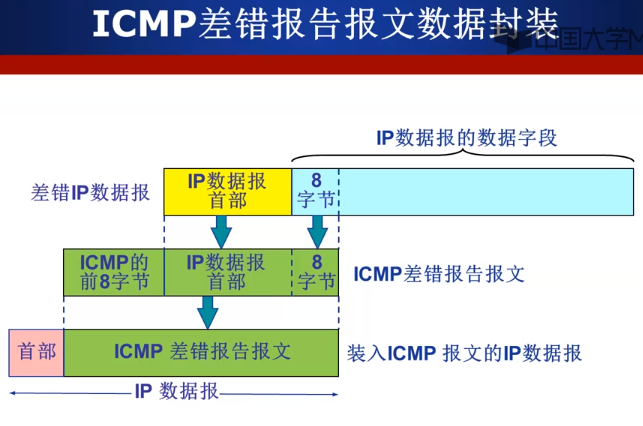 ICMP差错报告报文数据封装
中国大学M
IP数据报的数据字段
差错IP数据报
IP数据报
首部
8
字节
ICMP的
前8字节
IP数据报
首部
8
字节
ICMP差错报告报文
首部
ICMP 差错报告报文
装入ICMP 报文的IP数据报
IP 数据报